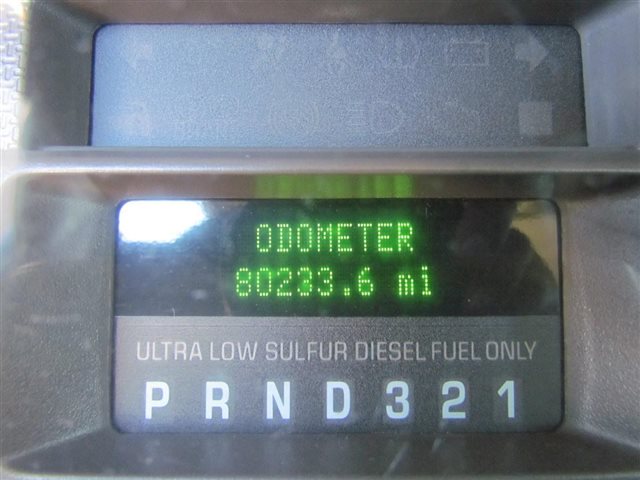 ODOMETER
80233.6 mi
ULTRA LOW SULFUR DIESEL FUEL ONLY
P R N D 3 2 1